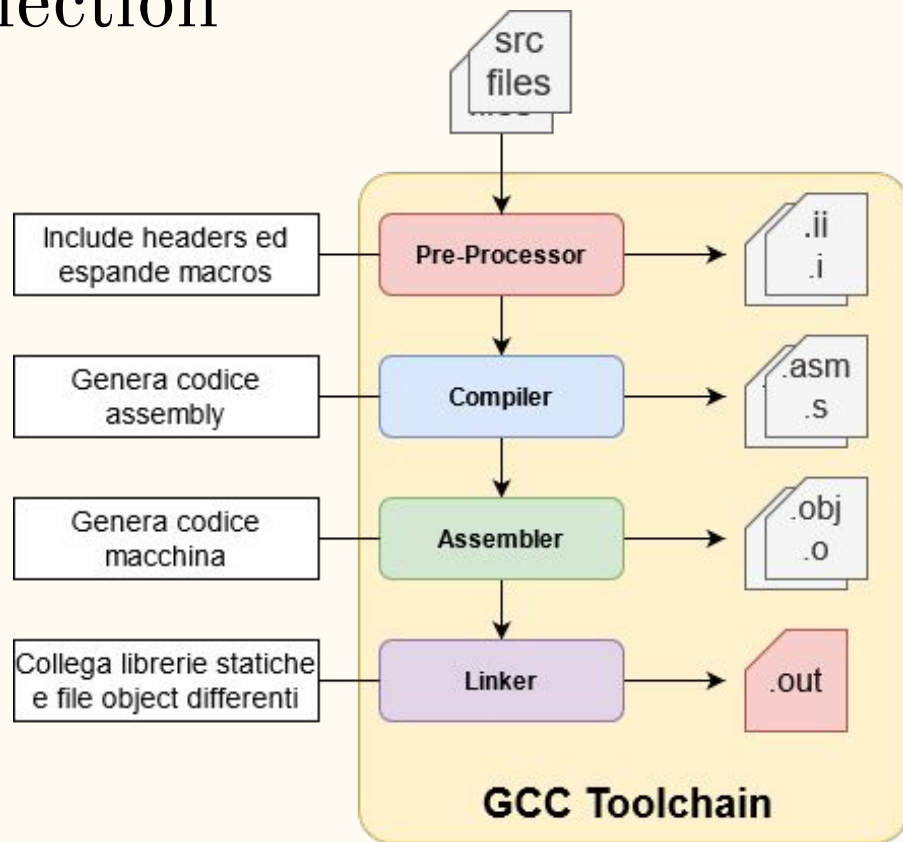 src
files
Include headers ed
espande macros
Pre-Processor
.ii
.i
Genera codice
assembly
Compiler
.asm
.s
Genera codice
macchina
Assembler
.obj
.o
Collega librerie statiche
e file object differenti
Linker
.out
GCC Toolchain